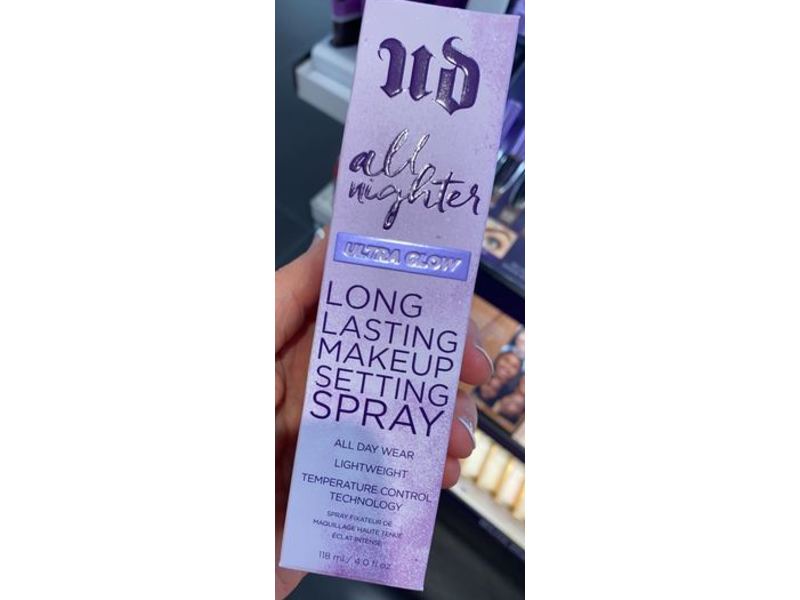 UD
all
nighter
ULTRA GLOW
LONG
LASTING
MAKEUP
SETTING
SPRAY
ALL DAY WEAR
LIGHTWEIGHT
TEMPERATURE CONTROL
TECHNOLOGY
SPRAY FIXATEUR DE
MAQUILLAGE HAUTE TENUE
ÉCLAT INTENSE
118 ml / 4.0 fl oz